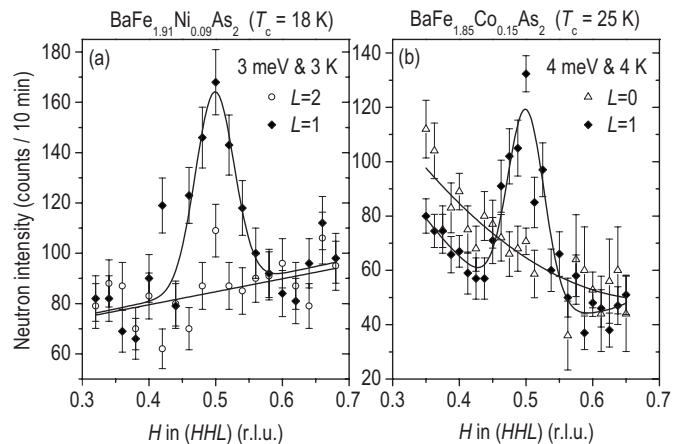 BaFe1.91Ni0.09As2 (Tc = 18 K)
BaFe1.85Co0.15As2 (Tc = 25 K)
(a)
3 meV & 3 K
L=2
L=1
(b)
4 meV & 4 K
L=0
L=1
Neutron intensity (counts / 10 min)
180
160
140
120
100
80
60
140
120
100
80
60
40
20
0.3 0.4 0.5 0.6 0.7
0.3 0.4 0.5 0.6 0.7
H in (HHL) (r.l.u.)
H in (HHL) (r.l.u.)